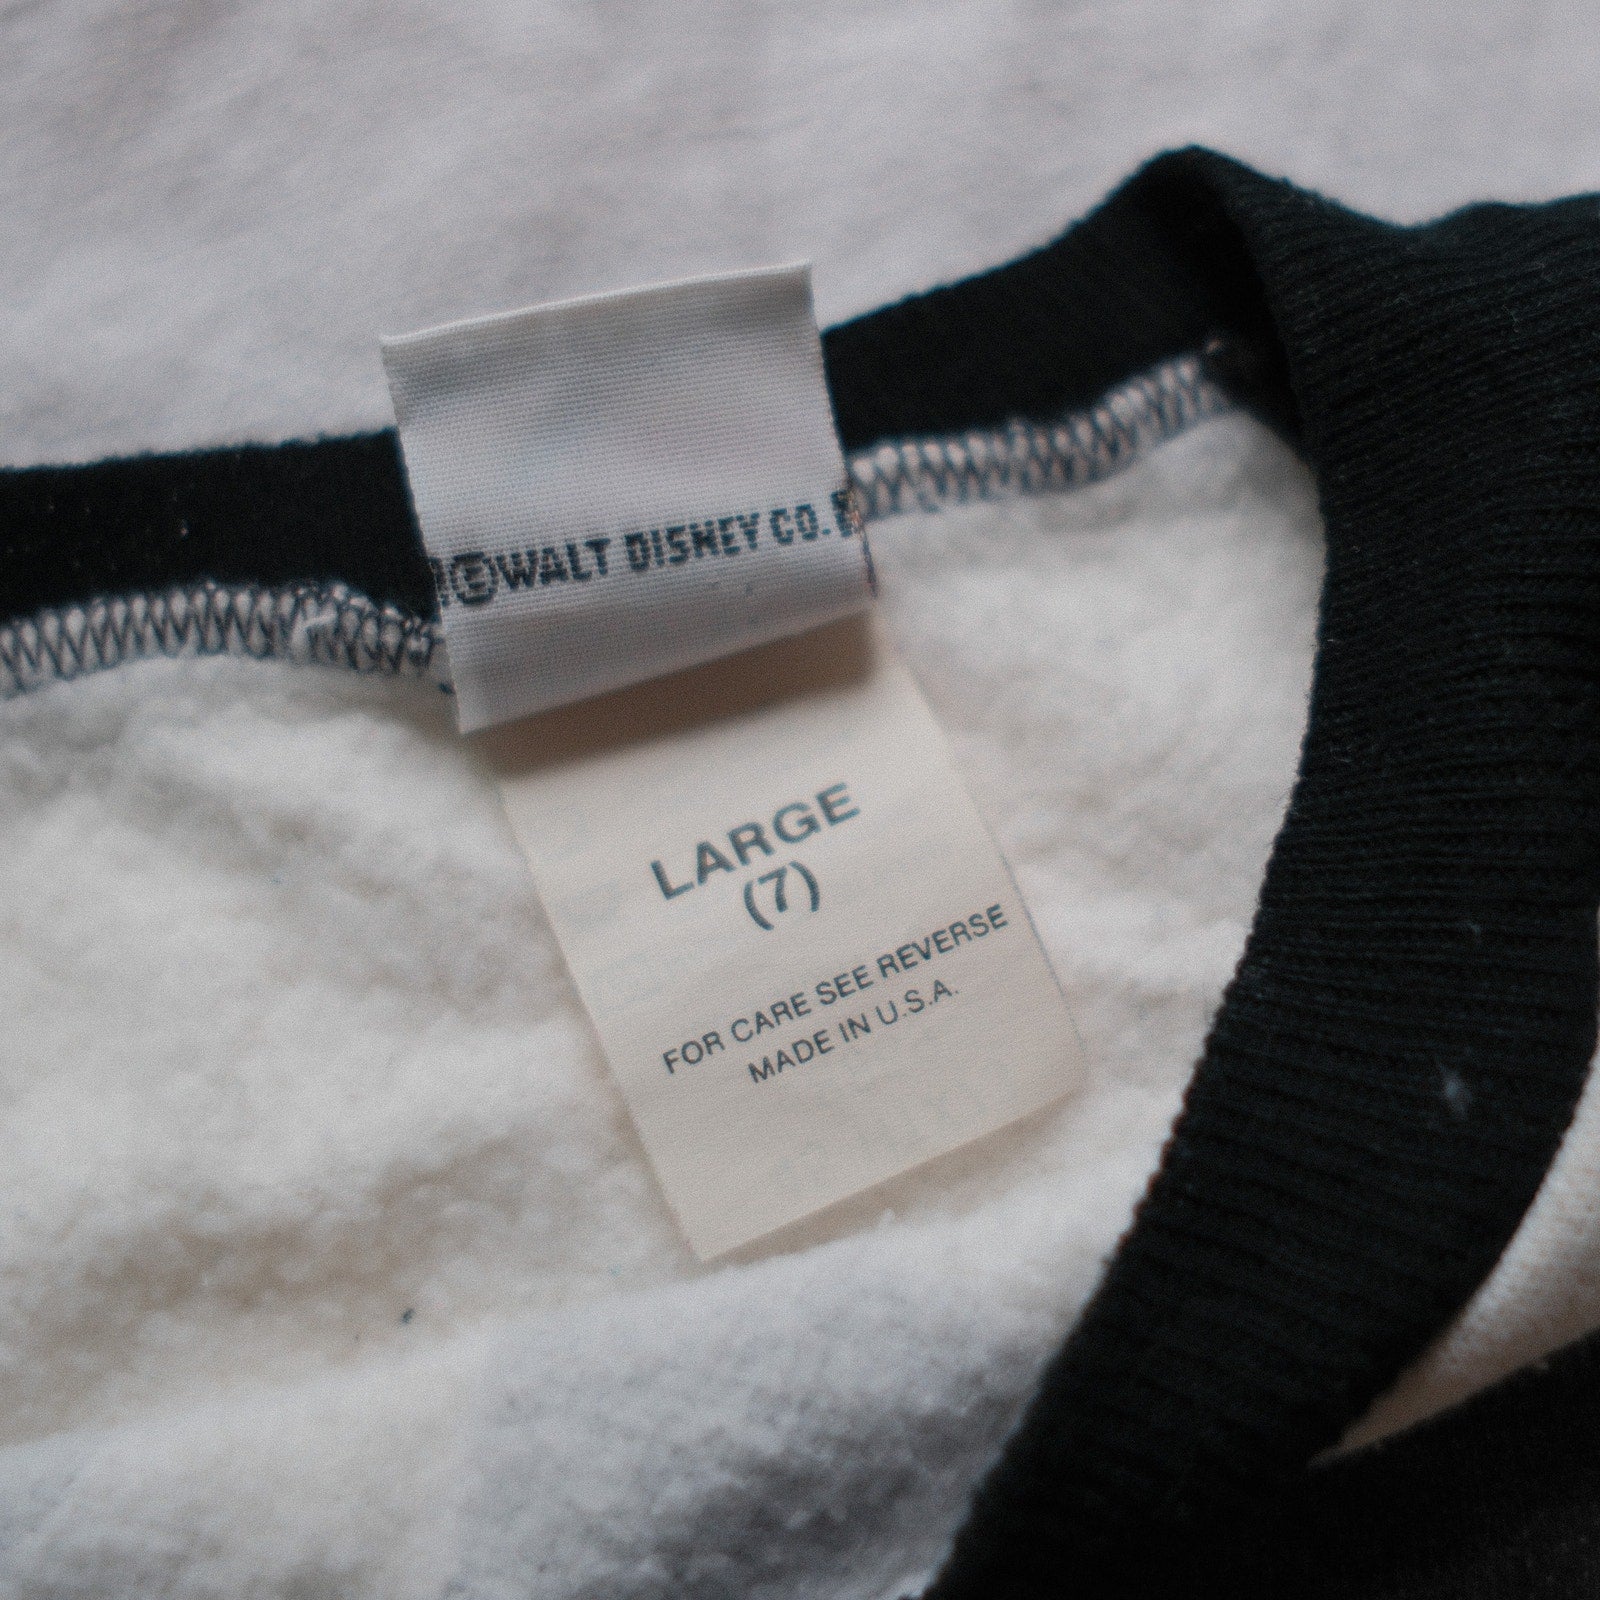 ©WALT DISNEY CO.
LARGE
(7)
FOR CARE SEE REVERSE
MADE IN U.S.A.